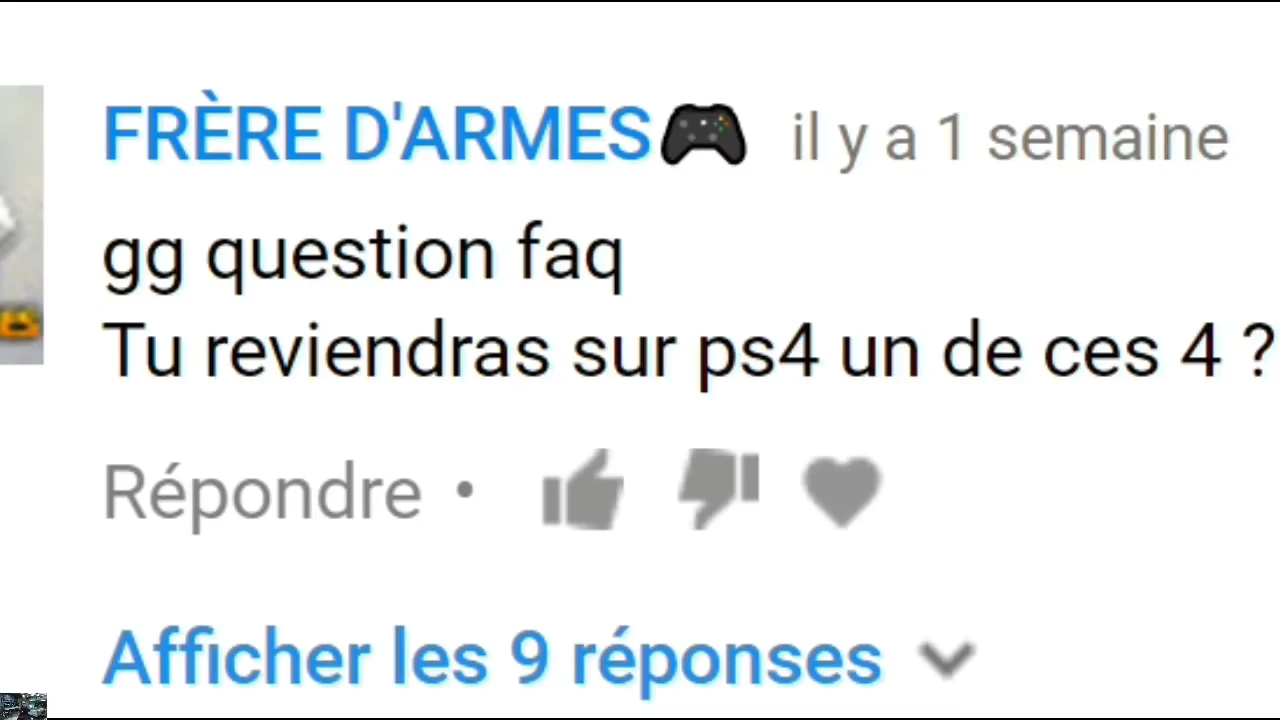 FRÈRE D'ARMES🎮 il y a 1 semaine
gg question faq
Tu reviendras sur ps4 un de ces 4 ?
Répondre •
Afficher les 9 réponses